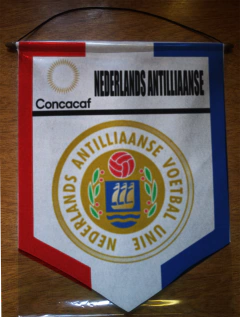 NEDERLANDS ANTILLIAANSE
Concacaf
NEDERLANDS ANTILLIAANSE VOETBAL UNIE